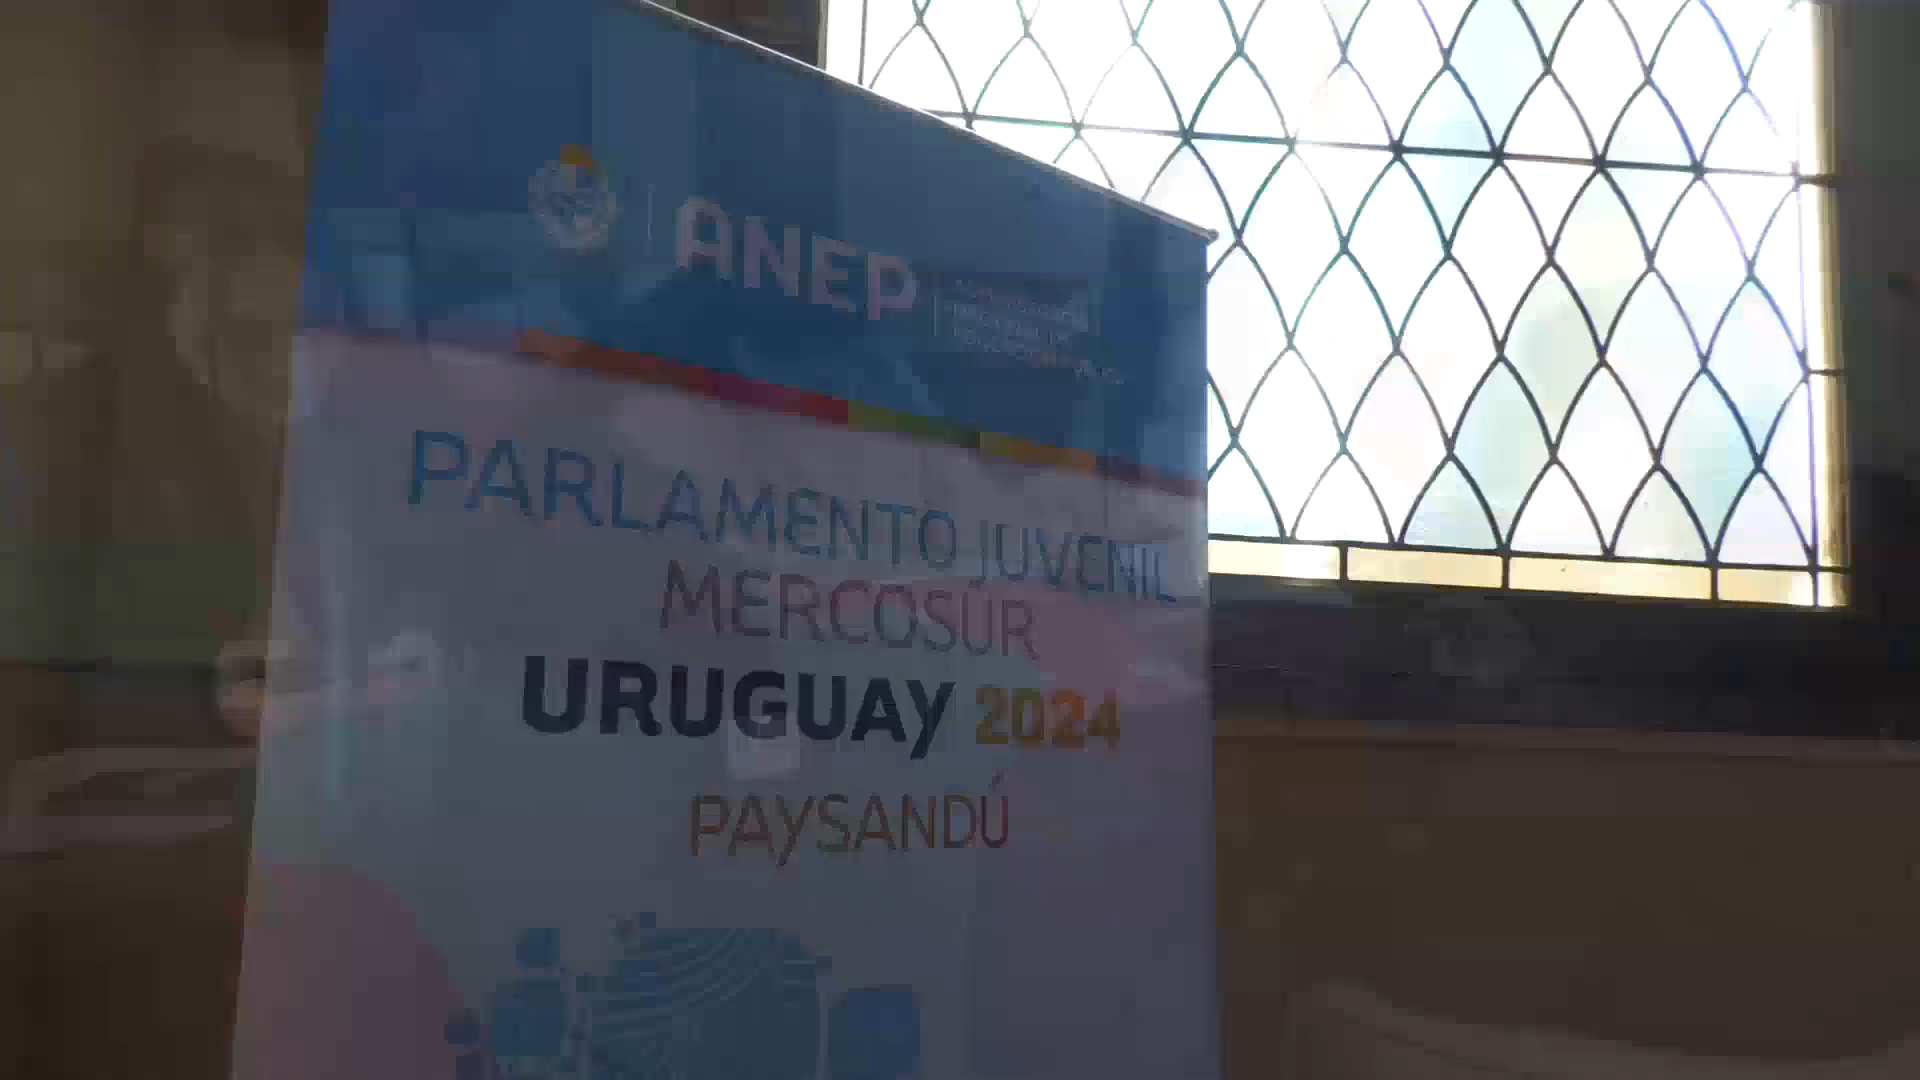 ANEP
PARLAMENTO JUVENIL
MERCOSUR
URUGUAY 2024
PAYSANDÚ